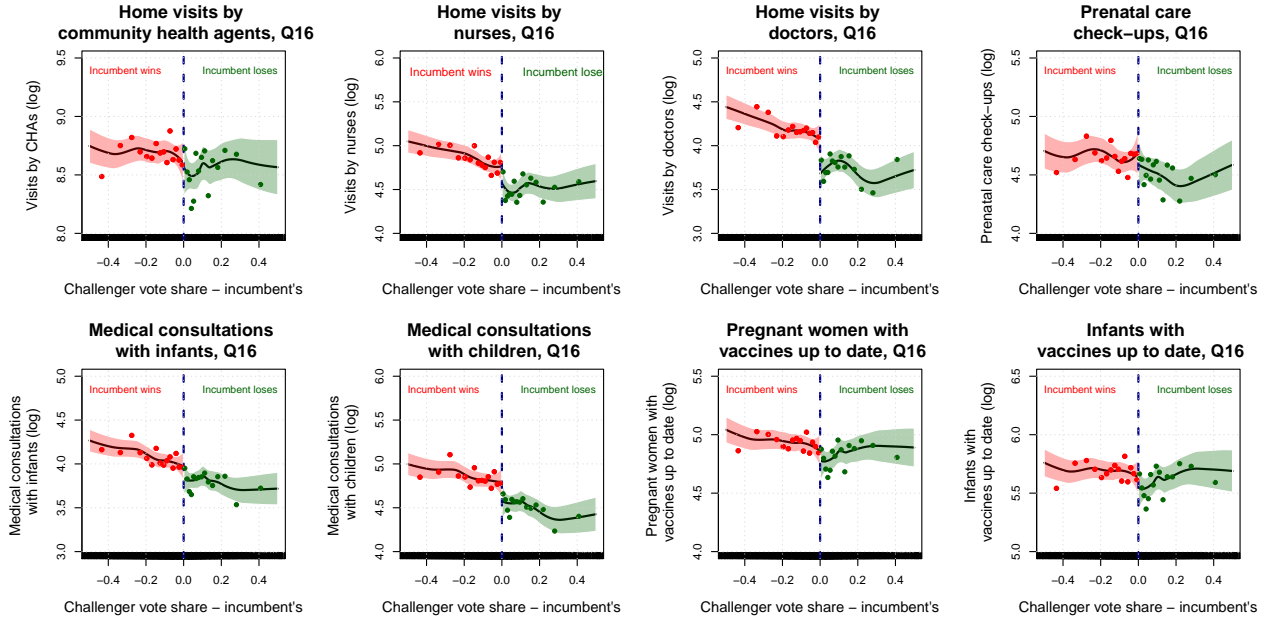 Home visits by
community health agents, Q16
Visits by CHAs (log)
9.5
9.0
8.5
8.0
Incumbent wins
Incumbent loses
−0.4
−0.2
0.0
0.2
0.4
Challenger vote share − incumbent's
Home visits by
nurses, Q16
Visits by nurses (log)
6.0
5.5
5.0
4.5
4.0
Incumbent wins
Incumbent lose
−0.4
−0.2
0.0
0.2
0.4
Challenger vote share − incumbent's
Home visits by
doctors, Q16
Visits by doctors (log)
5.0
4.5
4.0
3.5
3.0
Incumbent wins
Incumbent loses
−0.4
−0.2
0.0
0.2
0.4
Challenger vote share − incumbent's
Prenatal care
check−ups, Q16
Prenatal care check−ups (log)
5.5
5.0
4.5
4.0
Incumbent wins
Incumbent loses
−0.4
−0.2
0.0
0.2
0.4
Challenger vote share − incumbent's
Medical consultations
with infants, Q16
Medical consultations
with infants (log)
5.0
4.5
4.0
3.5
3.0
Incumbent wins
Incumbent loses
−0.4
−0.2
0.0
0.2
0.4
Challenger vote share − incumbent's
Medical consultations
with children, Q16
Medical consultations
with children (log)
6.0
5.5
5.0
4.5
4.0
Incumbent wins
Incumbent loses
−0.4
−0.2
0.0
0.2
0.4
Challenger vote share − incumbent's
Pregnant women with
vaccines up to date, Q16
Pregnant women with
vaccines up to date (log)
5.5
5.0
4.5
4.0
Incumbent wins
Incumbent loses
−0.4
−0.2
0.0
0.2
0.4
Challenger vote share − incumbent's
Infants with
vaccines up to date, Q16
Infants with
vaccines up to date (log)
6.5
6.0
5.5
5.0
Incumbent wins
Incumbent loses
−0.4
−0.2
0.0
0.2
0.4
Challenger vote share − incumbent's